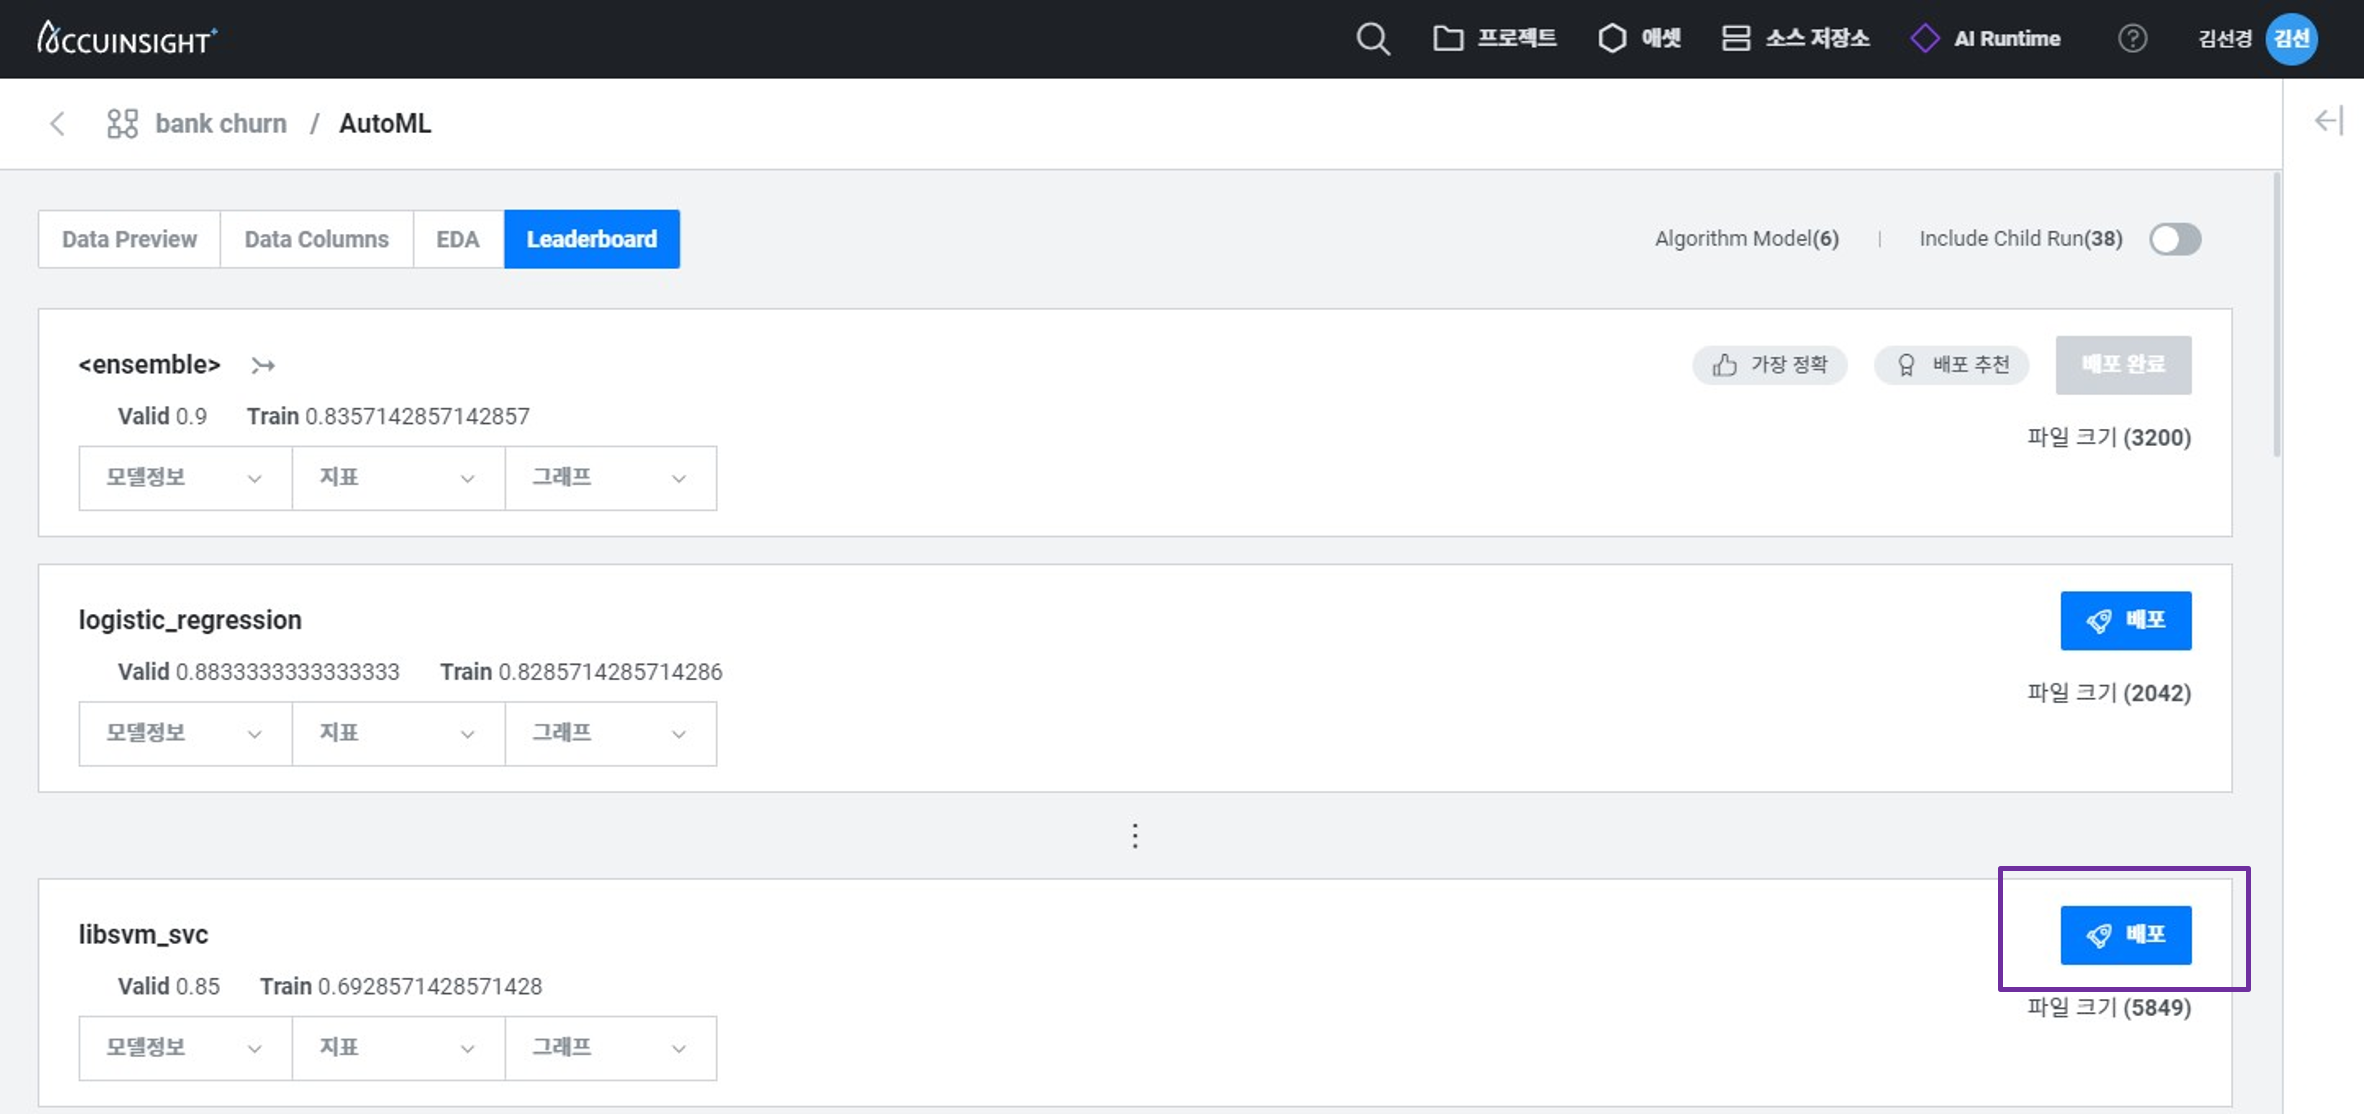 ACCUINSIGHT+
프로젝트 애셋 소스 저장소 AI Runtime ? 김선경 김선
bank churn / AutoML
Data Preview Data Columns EDA Leaderboard Algorithm Model(6) | Include Child Run(38)
<ensemble> 가장 정확 배포 추천 배포 완료
Valid 0.9 Train 0.8357142857142857
파일 크기 (3200)
모델정보 지표 그래프
logistic_regression 배포
Valid 0.8833333333333333 Train 0.8285714285714286
파일 크기 (2042)
모델정보 지표 그래프
libsvm_svc 배포
Valid 0.85 Train 0.6928571428571428
파일 크기 (5849)
모델정보 지표 그래프